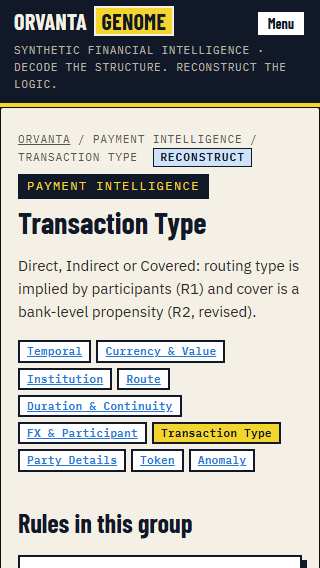 ORVANTA GENOME
Menu
SYNTHETIC FINANCIAL INTELLIGENCE ·
DECODE THE STRUCTURE. RECONSTRUCT THE
LOGIC.
ORVANTA / PAYMENT INTELLIGENCE /
TRANSACTION TYPE RECONSTRUCT
PAYMENT INTELLIGENCE
Transaction Type
Direct, Indirect or Covered: routing type is
implied by participants (R1) and cover is a
bank-level propensity (R2, revised).
Temporal Currency & Value
Institution Route
Duration & Continuity
FX & Participant Transaction Type
Party Details Token Anomaly
Rules in this group